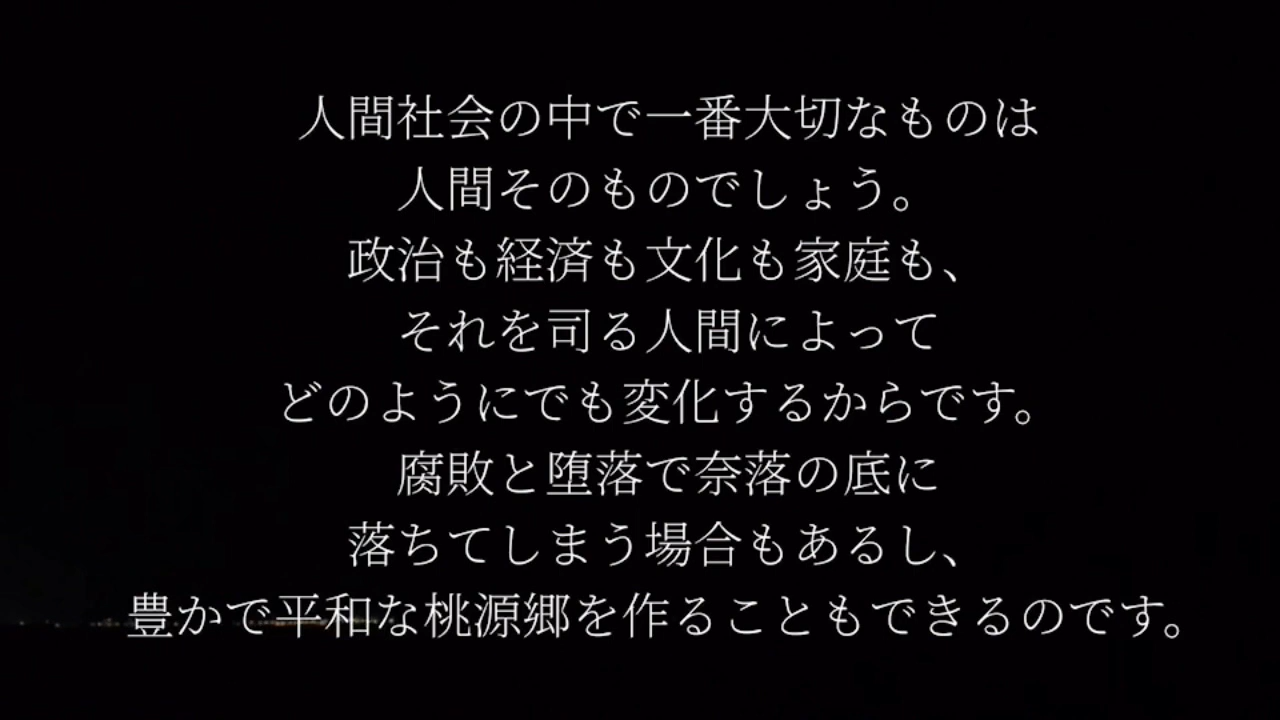 人間社会の中で一番大切なものは
人間そのものでしょう。
政治も経済も文化も家庭も、
それを司る人間によって
どのようにでも変化するからです。
腐敗と堕落で奈落の底に
落ちてしまう場合もあるし、
豊かで平和な桃源郷を作ることもできるのです。